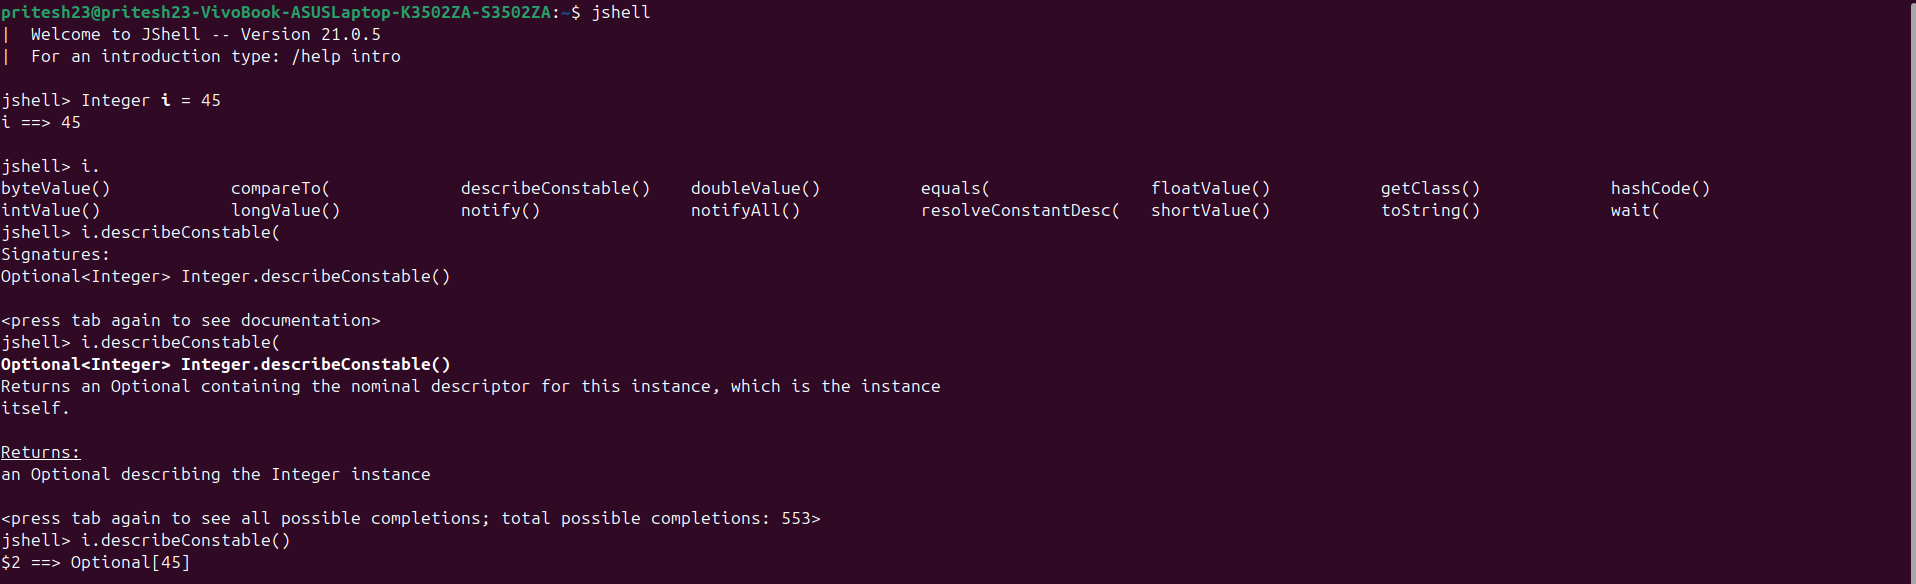 pritesh23@pritesh23-VivoBook-ASUSLaptop-K3502ZA-S3502ZA:~$ jshell
|  Welcome to JShell -- Version 21.0.5
|  For an introduction type: /help intro
jshell> Integer i = 45
i ==> 45
jshell> i.
byteValue()            compareTo(             describeConstable()    doubleValue()          equals(                floatValue()           getClass()             hashCode()
intValue()             longValue()            notify()               notifyAll()            resolveConstantDesc(   shortValue()           toString()             wait(
jshell> i.describeConstable(
Signatures:
Optional<Integer> Integer.describeConstable()
<press tab again to see documentation>
jshell> i.describeConstable(
Optional<Integer> Integer.describeConstable()
Returns an Optional containing the nominal descriptor for this instance, which is the instance
itself.
Returns:
an Optional describing the Integer instance
<press tab again to see all possible completions; total possible completions: 553>
jshell> i.describeConstable()
$2 ==> Optional[45]